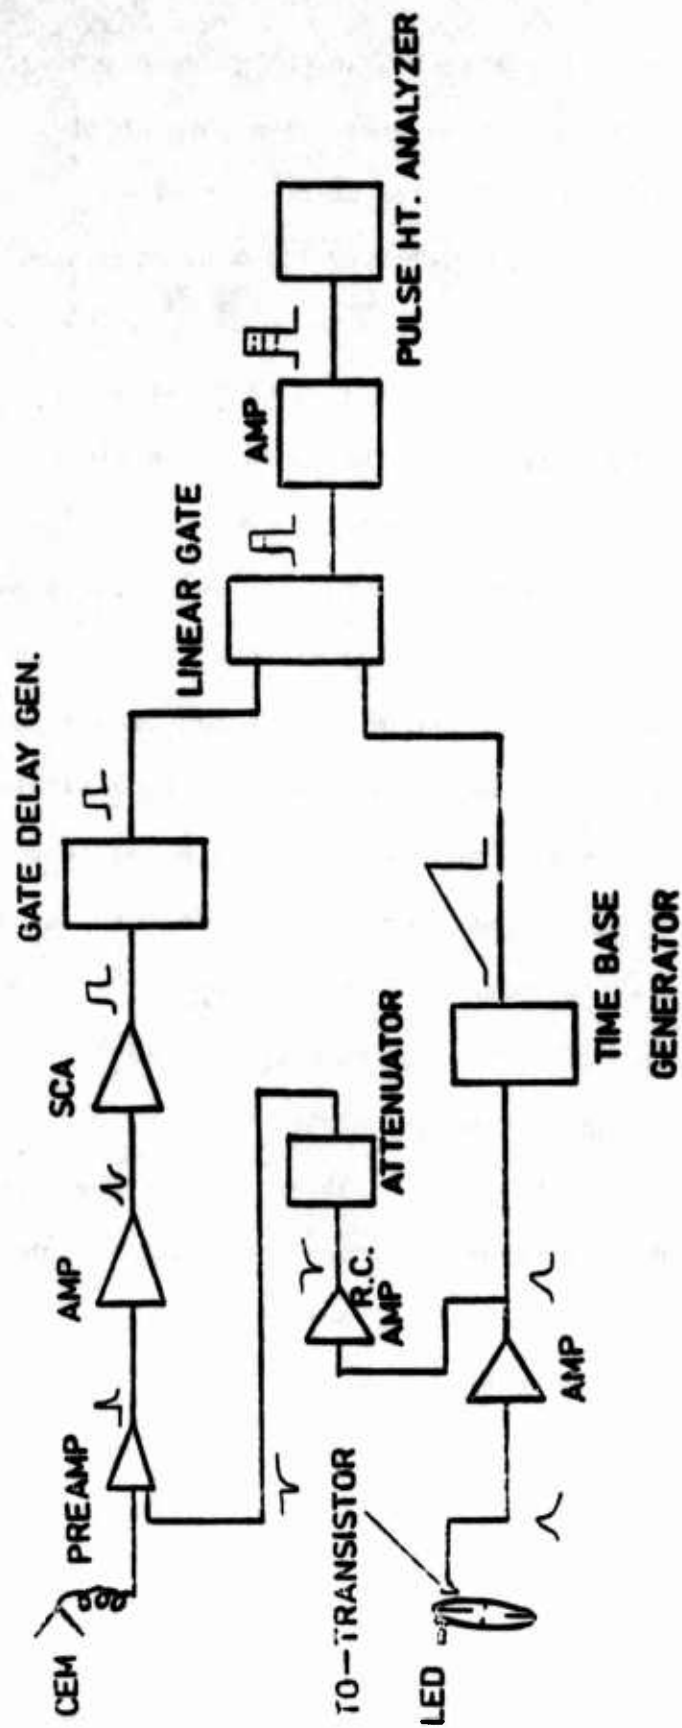 CEM
PREAMP
AMP
SCA
GATE DELAY GEN.
LINEAR GATE
AMP
PULSE HT. ANALYZER
R.C.
AMP
ATTENUATOR
LED
TO-TRANSISTOR
AMP
TIME BASE
GENERATOR